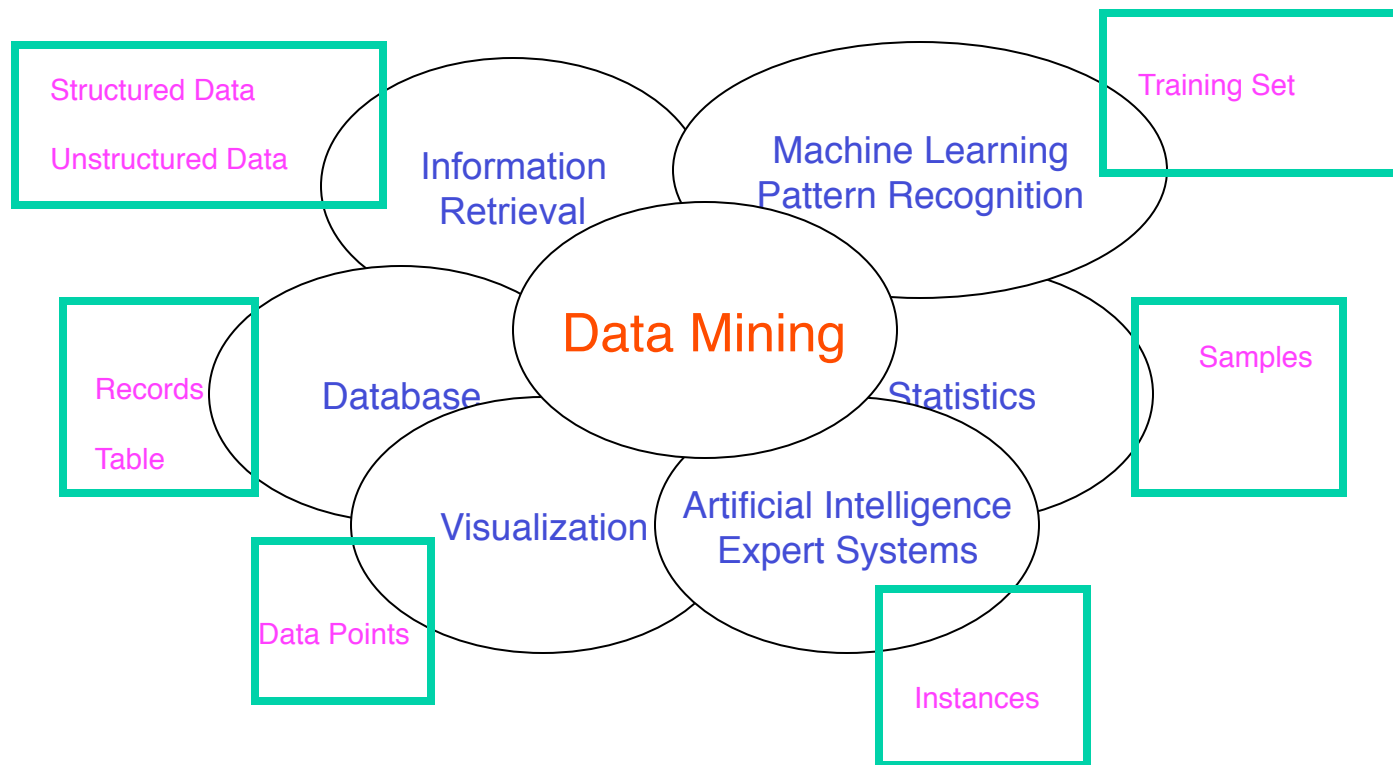 Structured Data
Unstructured Data
Information
Retrieval
Machine Learning
Pattern Recognition
Training Set
Data Mining
Records
Table
Database
Statistics
Samples
Visualization
Artificial Intelligence
Expert Systems
Data Points
Instances